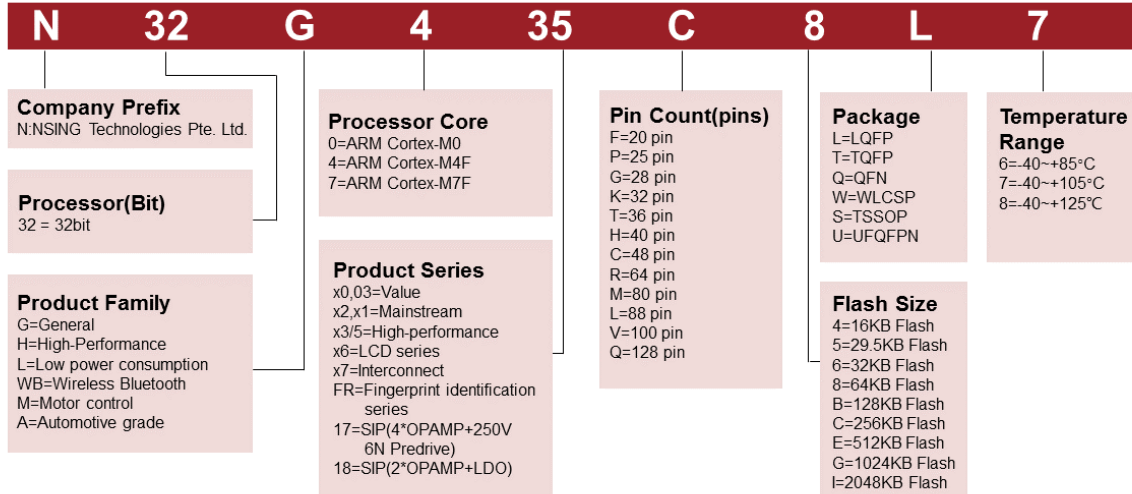 N 32 G 4 35 C 8 L 7
Company Prefix
N:NSING Technologies Pte. Ltd.
Processor(Bit)
32 = 32bit
Product Family
G=General
H=High-Performance
L=Low power consumption
WB=Wireless Bluetooth
M=Motor control
A=Automotive grade
Processor Core
0=ARM Cortex-M0
4=ARM Cortex-M4F
7=ARM Cortex-M7F
Product Series
x0,03=Value
x2,x1=Mainstream
x3/5=High-performance
x6=LCD series
x7=Interconnect
FR=Fingerprint identification
series
17=SIP(4*OPAMP+250V
6N Predrive)
18=SIP(2*OPAMP+LDO)
Pin Count(pins)
F=20 pin
P=25 pin
G=28 pin
K=32 pin
T=36 pin
H=40 pin
C=48 pin
R=64 pin
M=80 pin
L=88 pin
V=100 pin
Q=128 pin
Package
L=LQFP
T=TQFP
Q=QFN
W=WLCSP
S=TSSOP
U=UFQFPN
Flash Size
4=16KB Flash
5=29.5KB Flash
6=32KB Flash
8=64KB Flash
B=128KB Flash
C=256KB Flash
E=512KB Flash
G=1024KB Flash
I=2048KB Flash
Temperature
Range
6=-40~+85°C
7=-40~+105°C
8=-40~+125℃